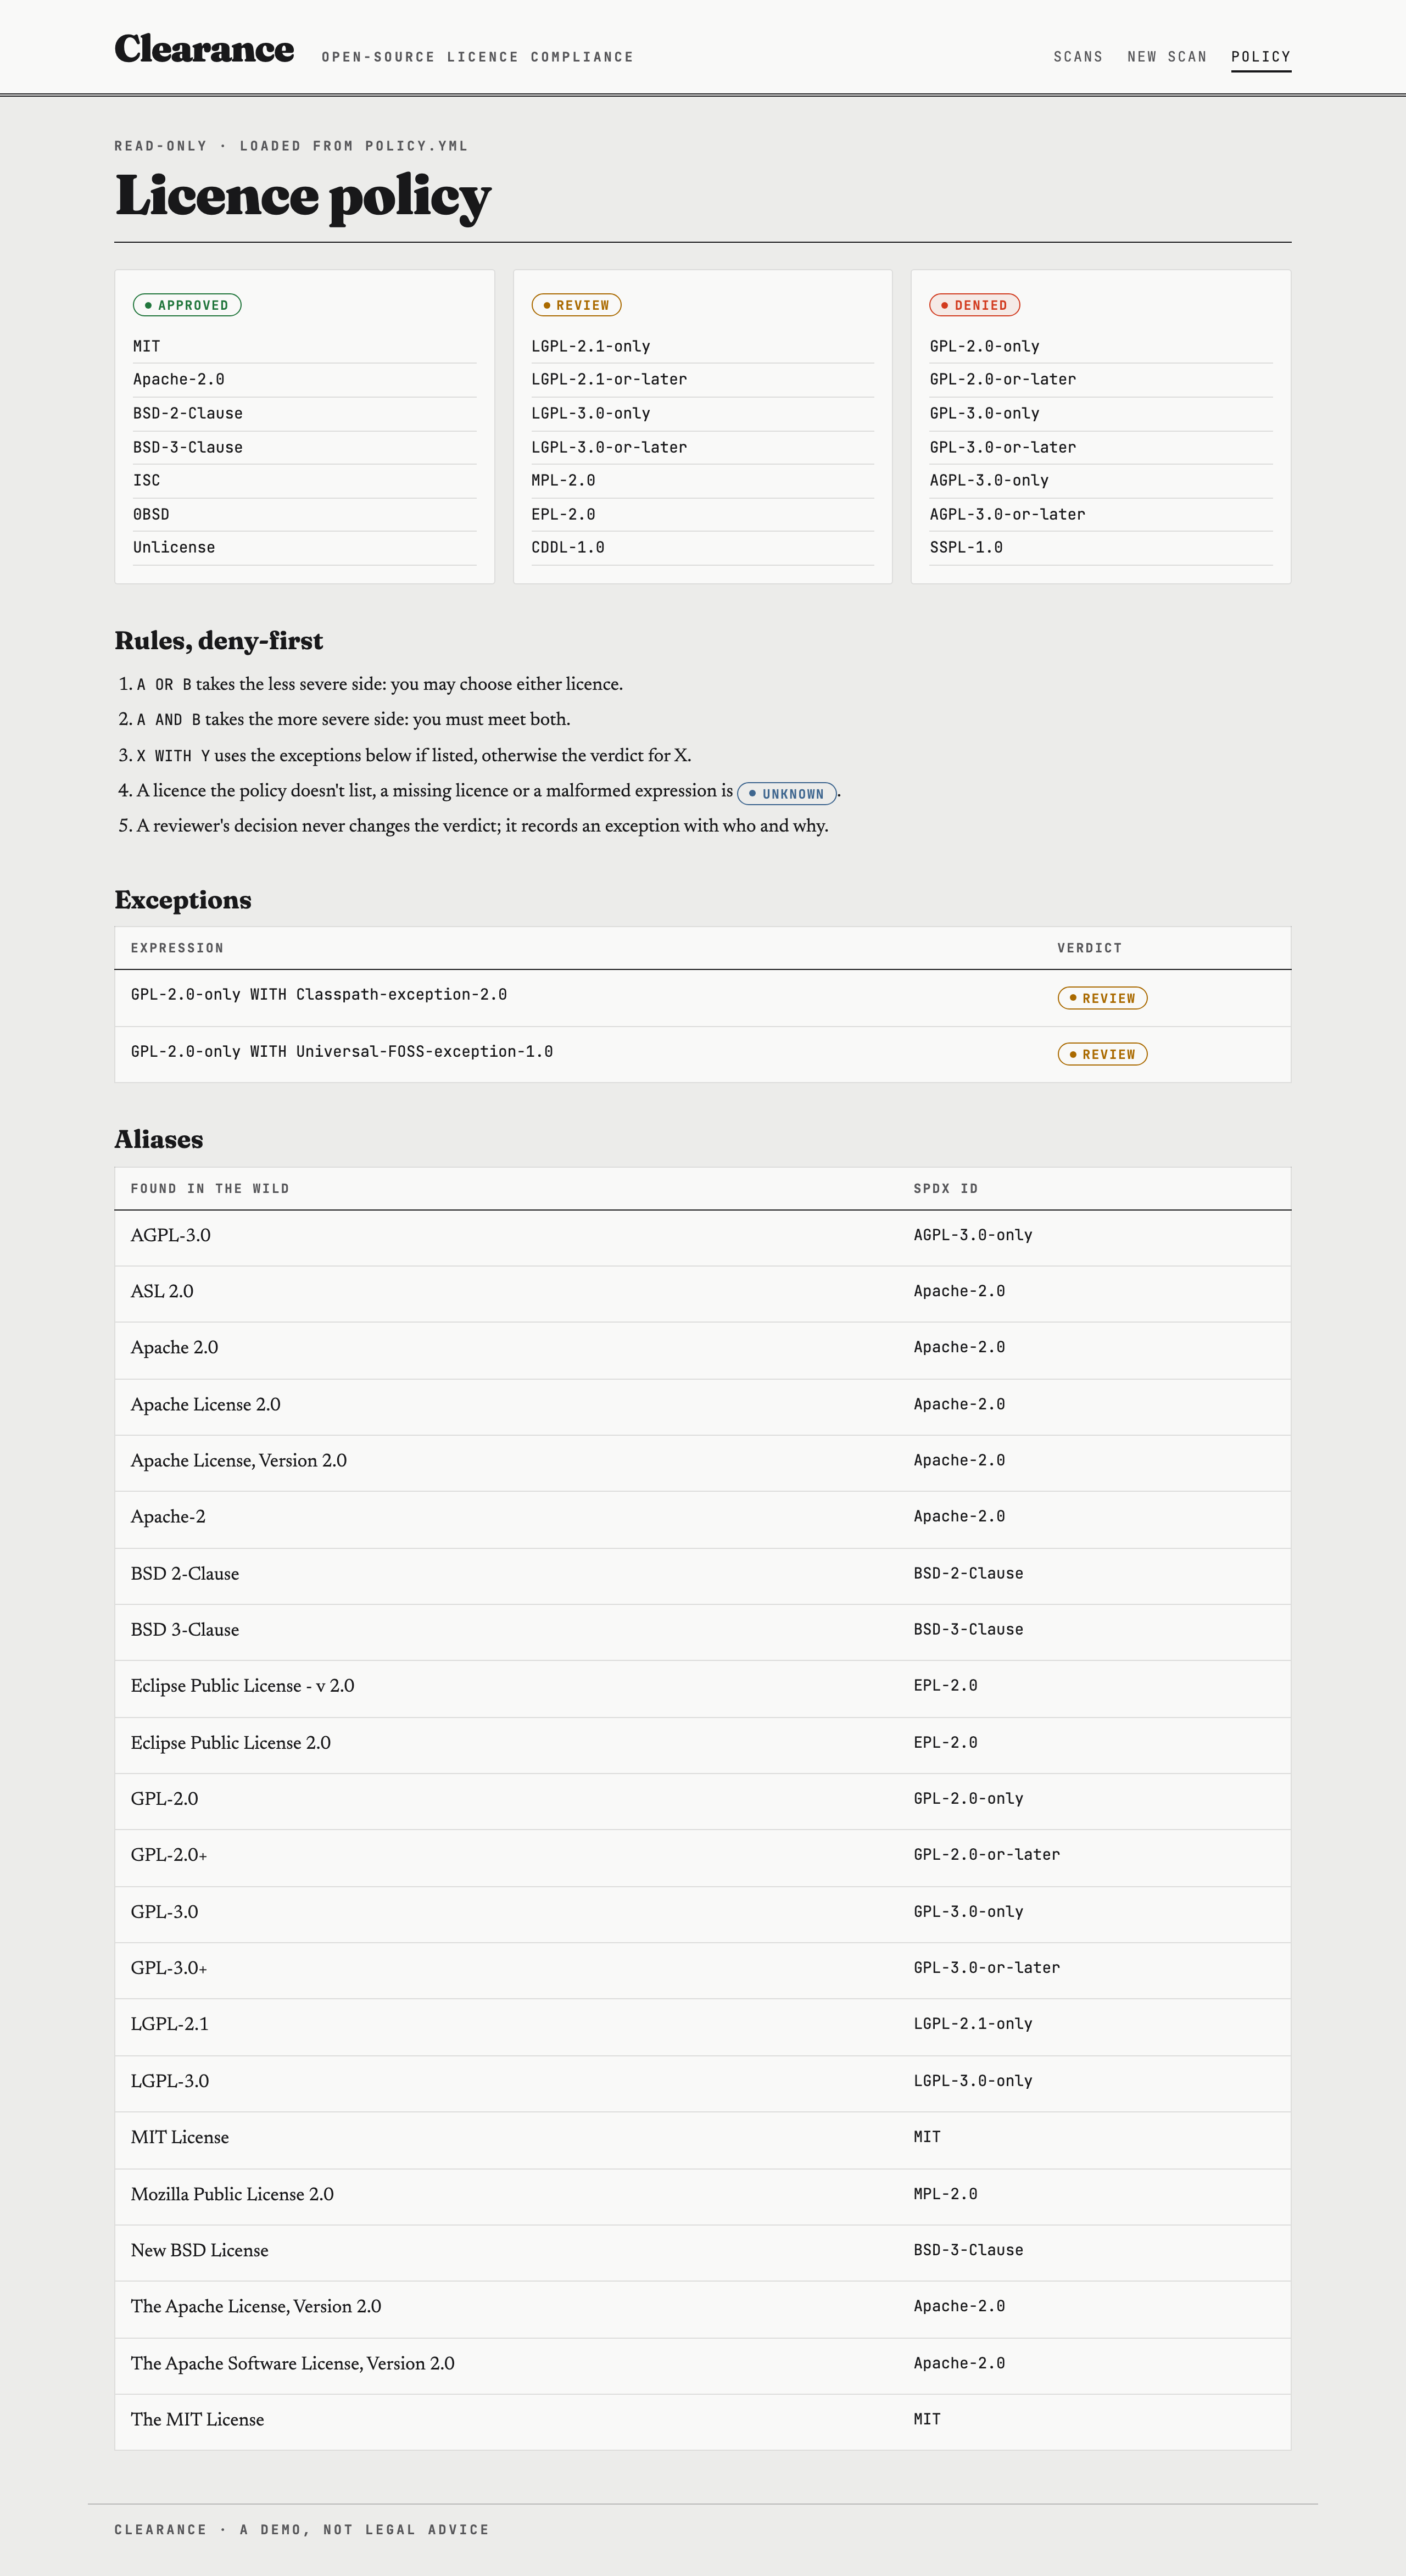 Clearance OPEN-SOURCE LICENCE COMPLIANCE SCANS NEW SCAN POLICY
READ-ONLY · LOADED FROM POLICY.YML
Licence policy
APPROVED
MIT
Apache-2.0
BSD-2-Clause
BSD-3-Clause
ISC
0BSD
Unlicense
REVIEW
LGPL-2.1-only
LGPL-2.1-or-later
LGPL-3.0-only
LGPL-3.0-or-later
MPL-2.0
EPL-2.0
CDDL-1.0
DENIED
GPL-2.0-only
GPL-2.0-or-later
GPL-3.0-only
GPL-3.0-or-later
AGPL-3.0-only
AGPL-3.0-or-later
SSPL-1.0
Rules, deny-first
1. A OR B takes the less severe side: you may choose either licence.
2. A AND B takes the more severe side: you must meet both.
3. X WITH Y uses the exceptions below if listed, otherwise the verdict for X.
4. A licence the policy doesn't list, a missing licence or a malformed expression is UNKNOWN.
5. A reviewer's decision never changes the verdict; it records an exception with who and why.
Exceptions
EXPRESSION VERDICT
GPL-2.0-only WITH Classpath-exception-2.0 REVIEW
GPL-2.0-only WITH Universal-FOSS-exception-1.0 REVIEW
Aliases
FOUND IN THE WILD SPDX ID
AGPL-3.0 AGPL-3.0-only
ASL 2.0 Apache-2.0
Apache 2.0 Apache-2.0
Apache License 2.0 Apache-2.0
Apache License, Version 2.0 Apache-2.0
Apache-2 Apache-2.0
BSD 2-Clause BSD-2-Clause
BSD 3-Clause BSD-3-Clause
Eclipse Public License - v 2.0 EPL-2.0
Eclipse Public License 2.0 EPL-2.0
GPL-2.0 GPL-2.0-only
GPL-2.0+ GPL-2.0-or-later
GPL-3.0 GPL-3.0-only
GPL-3.0+ GPL-3.0-or-later
LGPL-2.1 LGPL-2.1-only
LGPL-3.0 LGPL-3.0-only
MIT License MIT
Mozilla Public License 2.0 MPL-2.0
New BSD License BSD-3-Clause
The Apache License, Version 2.0 Apache-2.0
The Apache Software License, Version 2.0 Apache-2.0
The MIT License MIT
CLEARANCE · A DEMO, NOT LEGAL ADVICE